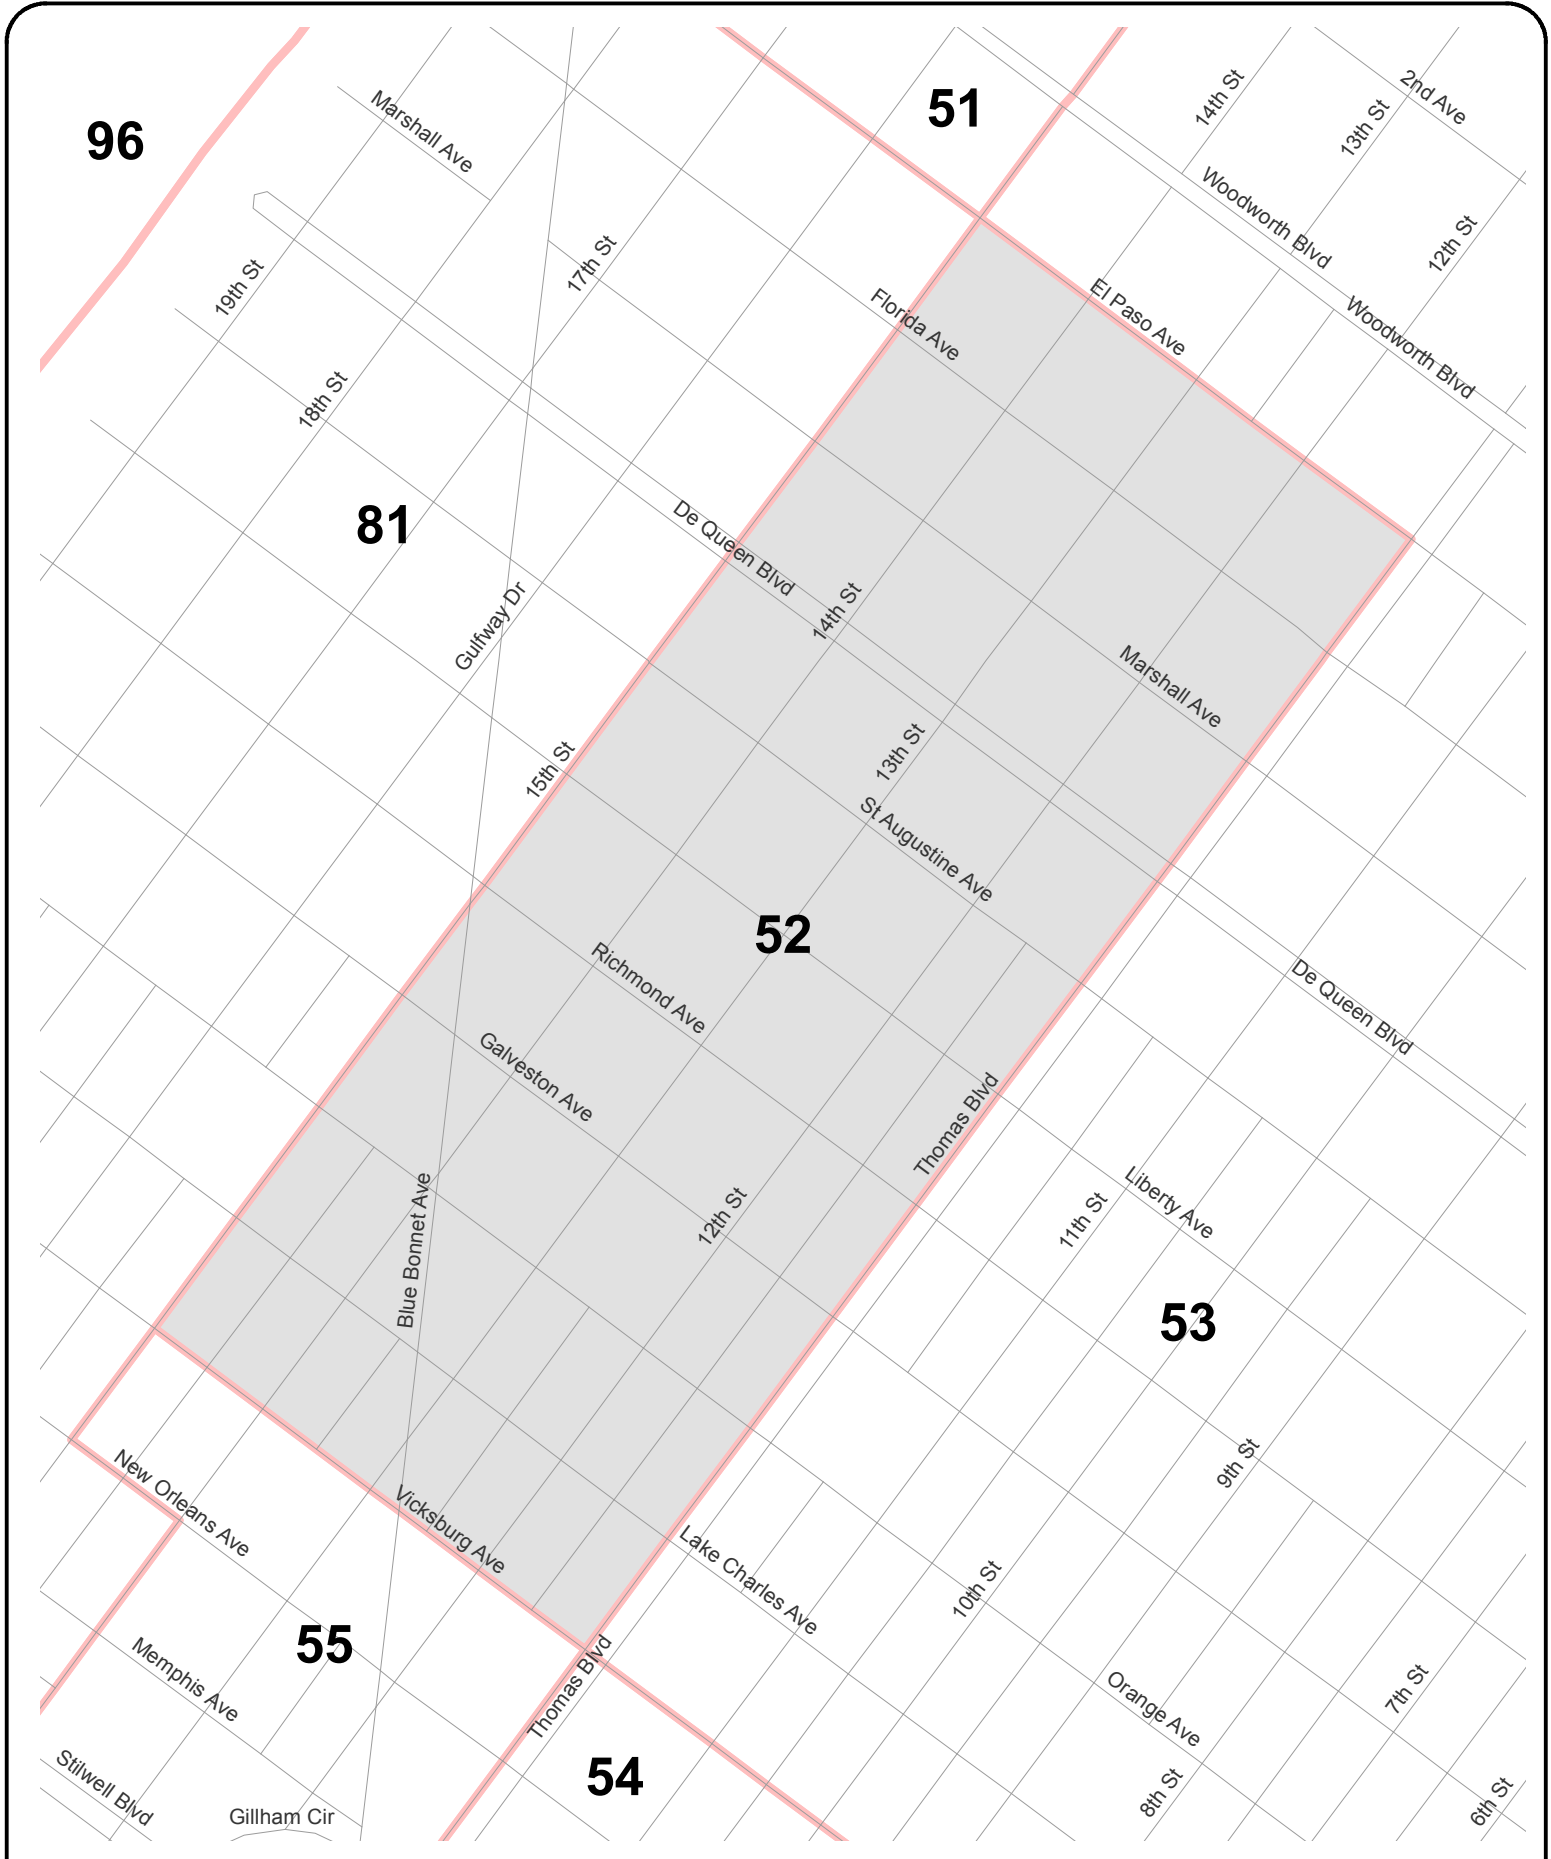 51
2nd Ave
14th St
13th St
96
Marshall Ave
Woodworth Blvd
12th St
17th St
19th St
El Paso Ave
Florida Ave
Woodworth Blvd
18th St
81
De Queen Blvd
14th St
Gulfway Dr
Marshall Ave
13th St
15th St
St Augustine Ave
52
Richmond Ave
De Queen Blvd
Galveston Ave
Thomas Blvd
Liberty Ave
12th St
11th St
Blue Bonnet Ave
53
9th St
New Orleans Ave
Vicksburg Ave
Lake Charles Ave
10th St
55
Memphis Ave
Thomas Blvd
7th St
Orange Ave
54
Stilwell Blvd
8th St
6th St
Gillham Cir